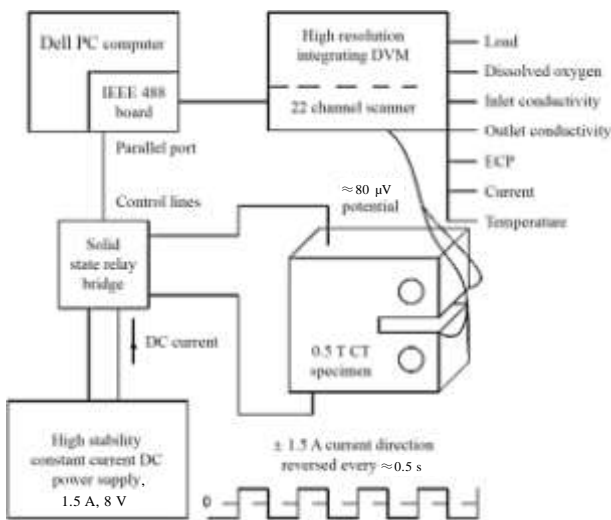 Dell PC computer
IEEE 488
board
High resolution
integrating DVM
22 channel scanner
Load
Dissolved oxygen
Inlet conductivity
Outlet conductivity
ECP
Current
Temperature
Parallel port
Control lines
≈80 μV
potential
Solid
state relay
bridge
DC current
0.5 T CT
specimen
High stability
constant current DC
power supply,
1.5 A, 8 V
± 1.5 A current direction
reversed every ≈0.5 s
0